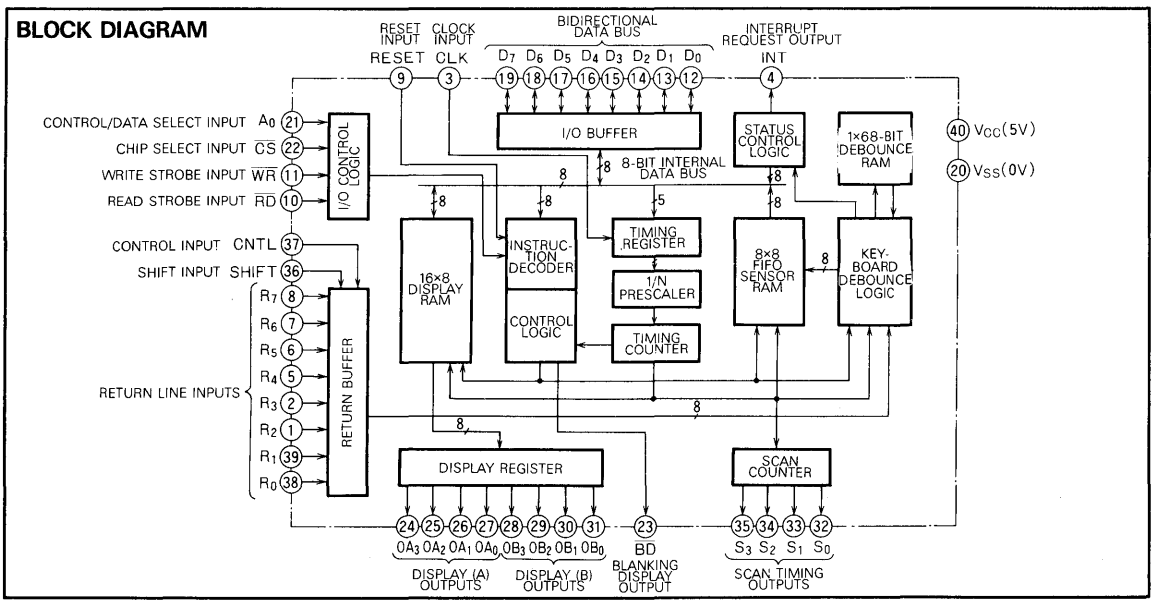 BLOCK DIAGRAM
RESET INPUT
RESET
9
CLOCK INPUT
CLK
3
BIDIRECTIONAL DATA BUS
D7 D6 D5 D4 D3 D2 D1 D0
19 18 17 16 15 14 13 12
INTERRUPT REQUEST OUTPUT
INT
4
CONTROL/DATA SELECT INPUT A0 21
CHIP SELECT INPUT C̅S̅ 22
WRITE STROBE INPUT W̅R̅ 11
READ STROBE INPUT R̅D̅ 10
I/O CONTROL LOGIC
I/O BUFFER
8
8-BIT INTERNAL DATA BUS
STATUS CONTROL LOGIC
1×68-BIT DEBOUNCE RAM
40 VCC(5V)
20 VSS(0V)
8
8
8
8
5
8
CONTROL INPUT CNTL 37
SHIFT INPUT SHIFT 36
16×8 DISPLAY RAM
INSTRUC-
TION
DECODER
CONTROL LOGIC
TIMING REGISTER
1/N PRESCALER
TIMING COUNTER
8×8 FIFO SENSOR RAM
8
KEY-
BOARD
DEBOUNCE
LOGIC
RETURN LINE INPUTS
R7 8
R6 7
R5 6
R4 5
R3 2
R2 1
R1 39
R0 38
RETURN BUFFER
8
8
DISPLAY REGISTER
SCAN COUNTER
24 25 26 27 28 29 30 31 23 35 34 33 32
OA3 OA2 OA1 OA0 OB3 OB2 OB1 OB0 B̅D̅ S3 S2 S1 S0
DISPLAY (A) OUTPUTS
DISPLAY (B) OUTPUTS
BLANKING DISPLAY OUTPUT
SCAN TIMING OUTPUTS